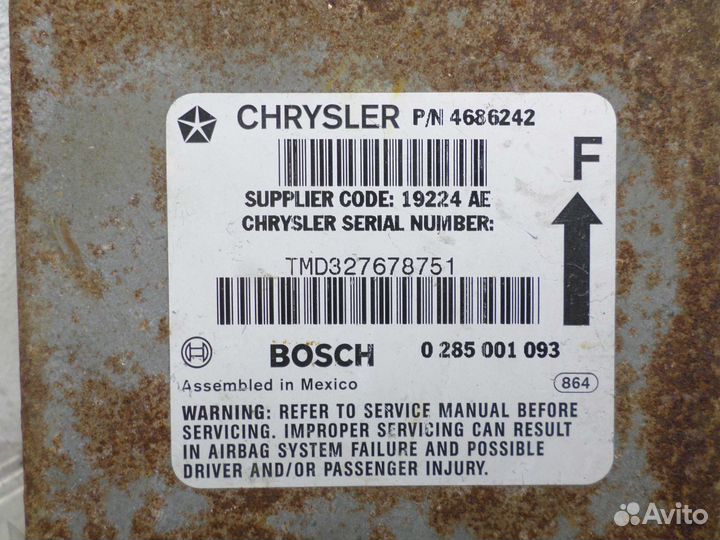 CHRYSLER P/N 4686242
F
SUPPLIER CODE: 19224 AE
CHRYSLER SERIAL NUMBER:
TMD327678751
BOSCH 0 285 001 093
Assembled in Mexico 864
WARNING: REFER TO SERVICE MANUAL BEFORE
SERVICING. IMPROPER SERVICING CAN RESULT
IN AIRBAG SYSTEM FAILURE AND POSSIBLE
DRIVER AND/OR PASSENGER INJURY.
Avito